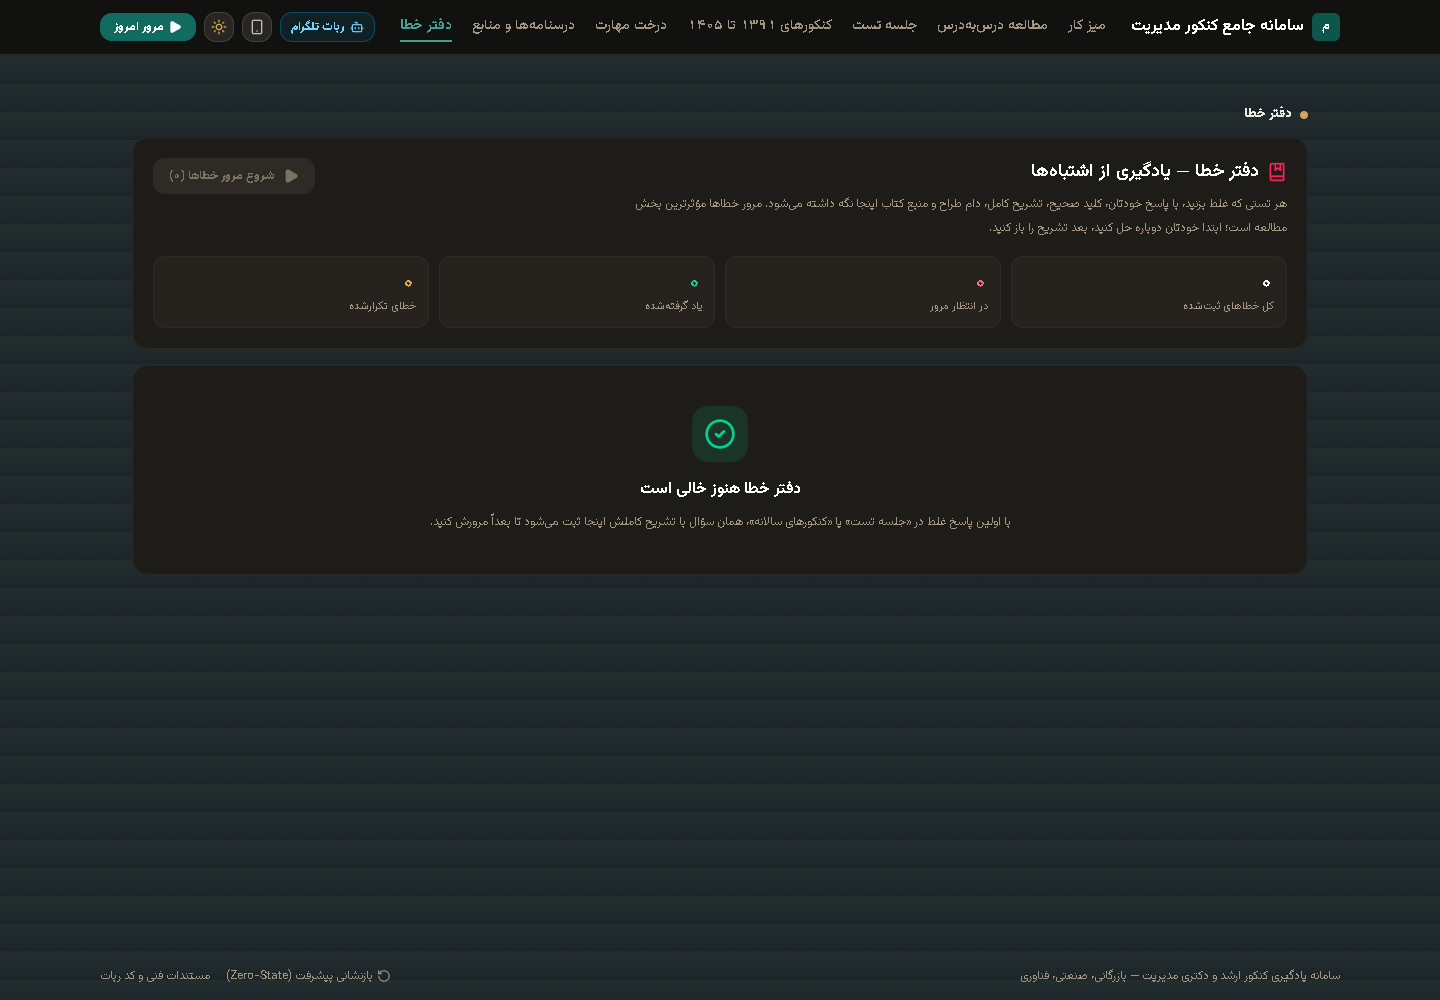 م
سامانه جامع کنکور مدیریت
میز کار
مطالعه درس‌به‌درس
جلسه تست
کنکورهای ۱۳۹۱ تا ۱۴۰۵
درخت مهارت
درسنامه‌ها و منابع
دفتر خطا
ربات تلگرام
مرور امروز
دفتر خطا
دفتر خطا — یادگیری از اشتباه‌ها
شروع مرور خطاها (۰)
هر تستی که غلط بزنید، با پاسخ خودتان، کلید صحیح، تشریح کامل، دام طراح و منبع کتاب اینجا نگه داشته می‌شود. مرور خطاها مؤثرترین بخش
مطالعه است؛ ابتدا خودتان دوباره حل کنید، بعد تشریح را باز کنید.
۰
کل خطاهای ثبت‌شده
۰
در انتظار مرور
۰
یاد گرفته‌شده
۰
خطای تکرارشده
دفتر خطا هنوز خالی است
با اولین پاسخ غلط در «جلسه تست» یا «کنکورهای سالانه»، همان سؤال با تشریح کاملش اینجا ثبت می‌شود تا بعداً مرورش کنید.
سامانه یادگیری کنکور ارشد و دکتری مدیریت — بازرگانی، صنعتی، فناوری
بازنشانی پیشرفت (Zero-State)
مستندات فنی و کد ربات